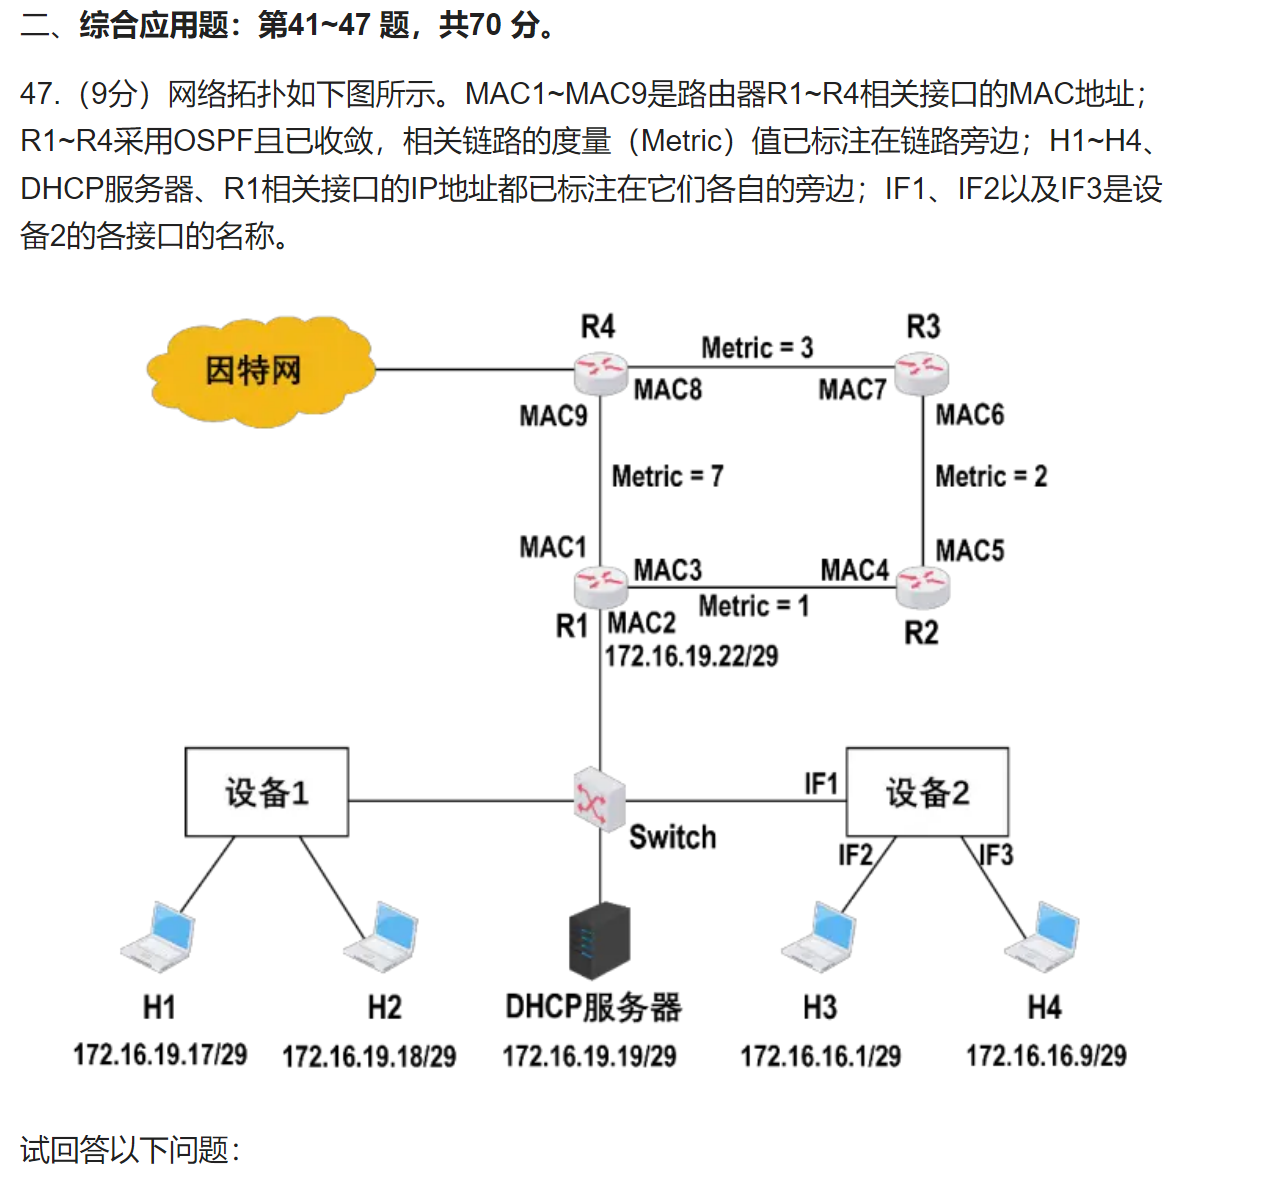 二、综合应用题：第41~47 题，共70 分。
47.（9分）网络拓扑如下图所示。MAC1~MAC9是路由器R1~R4相关接口的MAC地址；
R1~R4采用OSPF且已收敛，相关链路的度量（Metric）值已标注在链路旁边；H1~H4、
DHCP服务器、R1相关接口的IP地址都已标注在它们各自的旁边；IF1、IF2以及IF3是设
备2的各接口的名称。
R4
R3
Metric = 3
因特网
MAC8
MAC7
MAC9
MAC6
Metric = 7
Metric = 2
MAC1
MAC5
MAC3
MAC4
Metric = 1
R1
MAC2
R2
172.16.19.22/29
设备1
IF1
设备2
Switch
IF2
IF3
H1
H2
DHCP服务器
H3
H4
172.16.19.17/29
172.16.19.18/29
172.16.19.19/29
172.16.16.1/29
172.16.16.9/29
试回答以下问题：